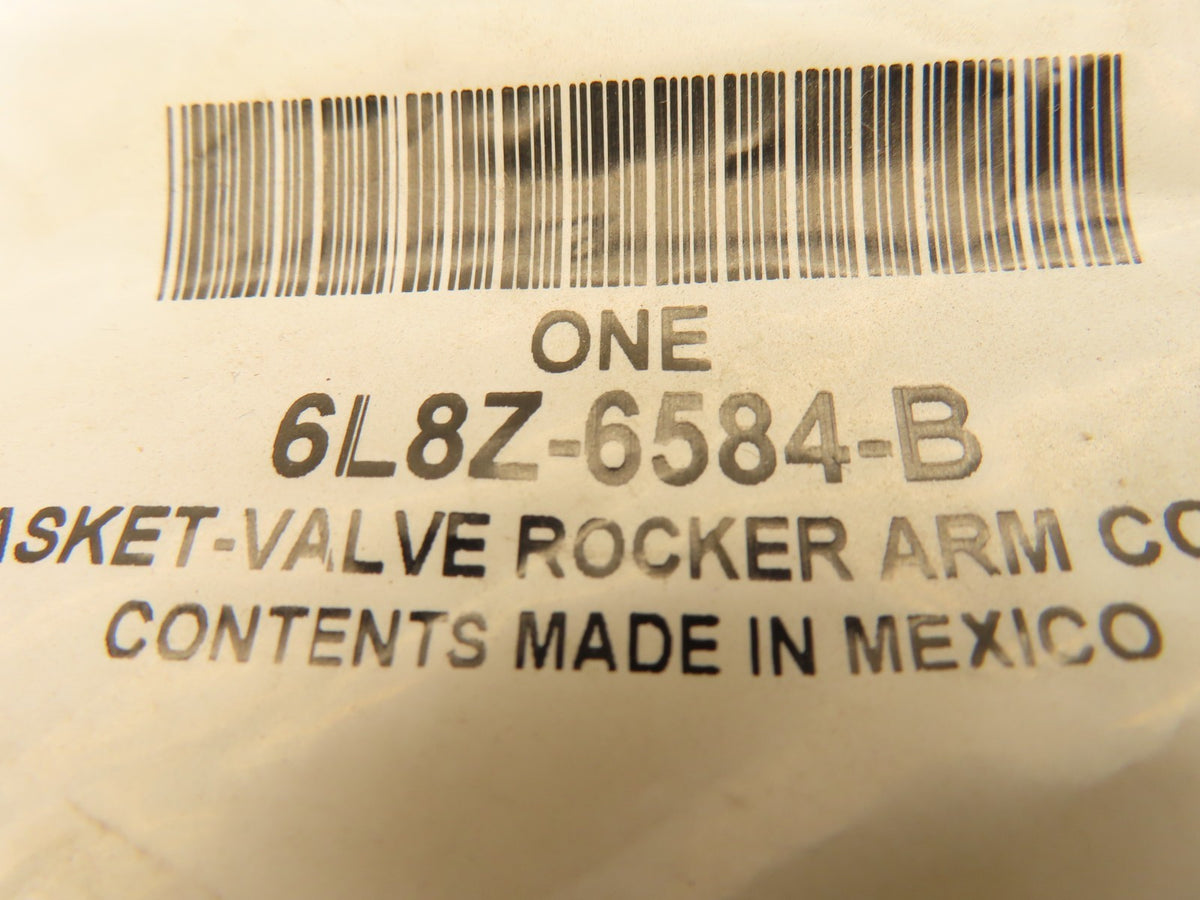 ONE
6L8Z-6584-B
ASKET-VALVE ROCKER ARM CO
CONTENTS MADE IN MEXICO